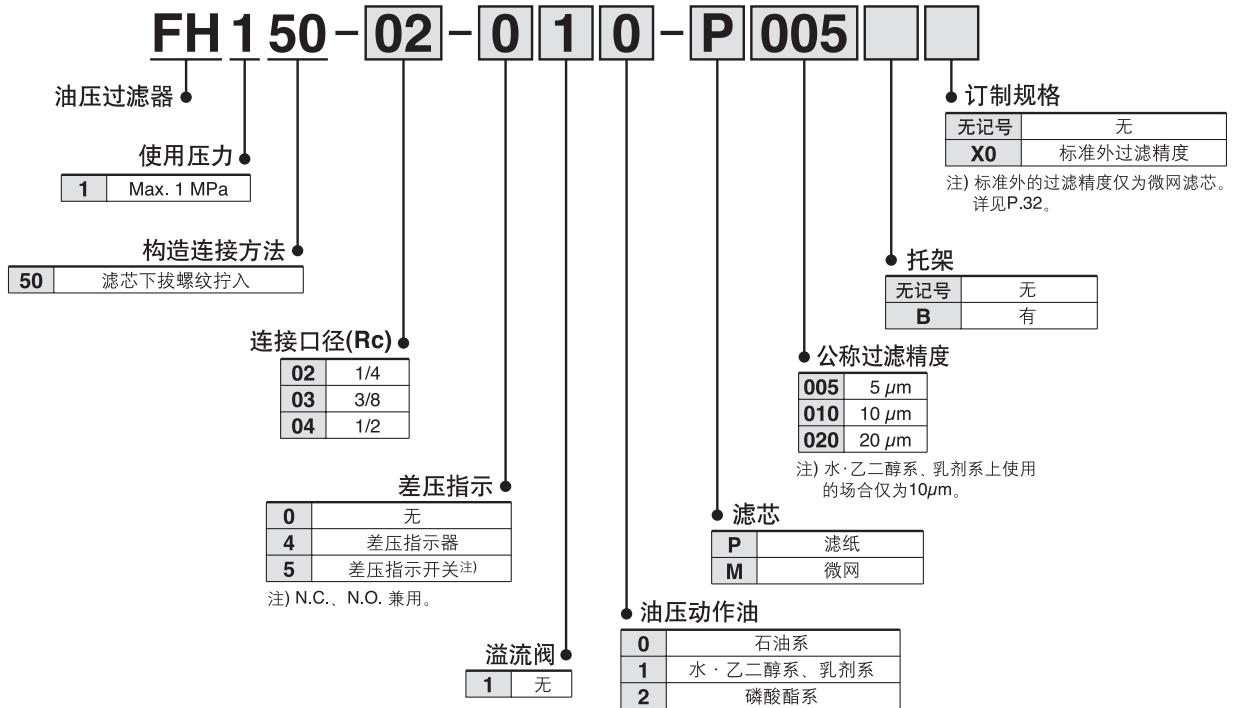 FH 1 50 - 02 - 0 1 0 - P 005
油压过滤器
使用压力
1 Max. 1 MPa
构造连接方法
50 滤芯下拔螺纹拧入
连接口径(Rc)
02 1/4
03 3/8
04 1/2
差压指示
0 无
4 差压指示器
5 差压指示开关注)
注) N.C.、N.O. 兼用。
溢流阀
1 无
油压动作油
0 石油系
1 水·乙二醇系、乳剂系
2 磷酸酯系
滤芯
P 滤纸
M 微网
公称过滤精度
005 5 μm
010 10 μm
020 20 μm
注) 水·乙二醇系、乳剂系上使用
的场合仅为10μm。
托架
无记号 无
B 有
订制规格
无记号 无
X0 标准外过滤精度
注) 标准外的过滤精度仅为微网滤芯。
详见P.32。